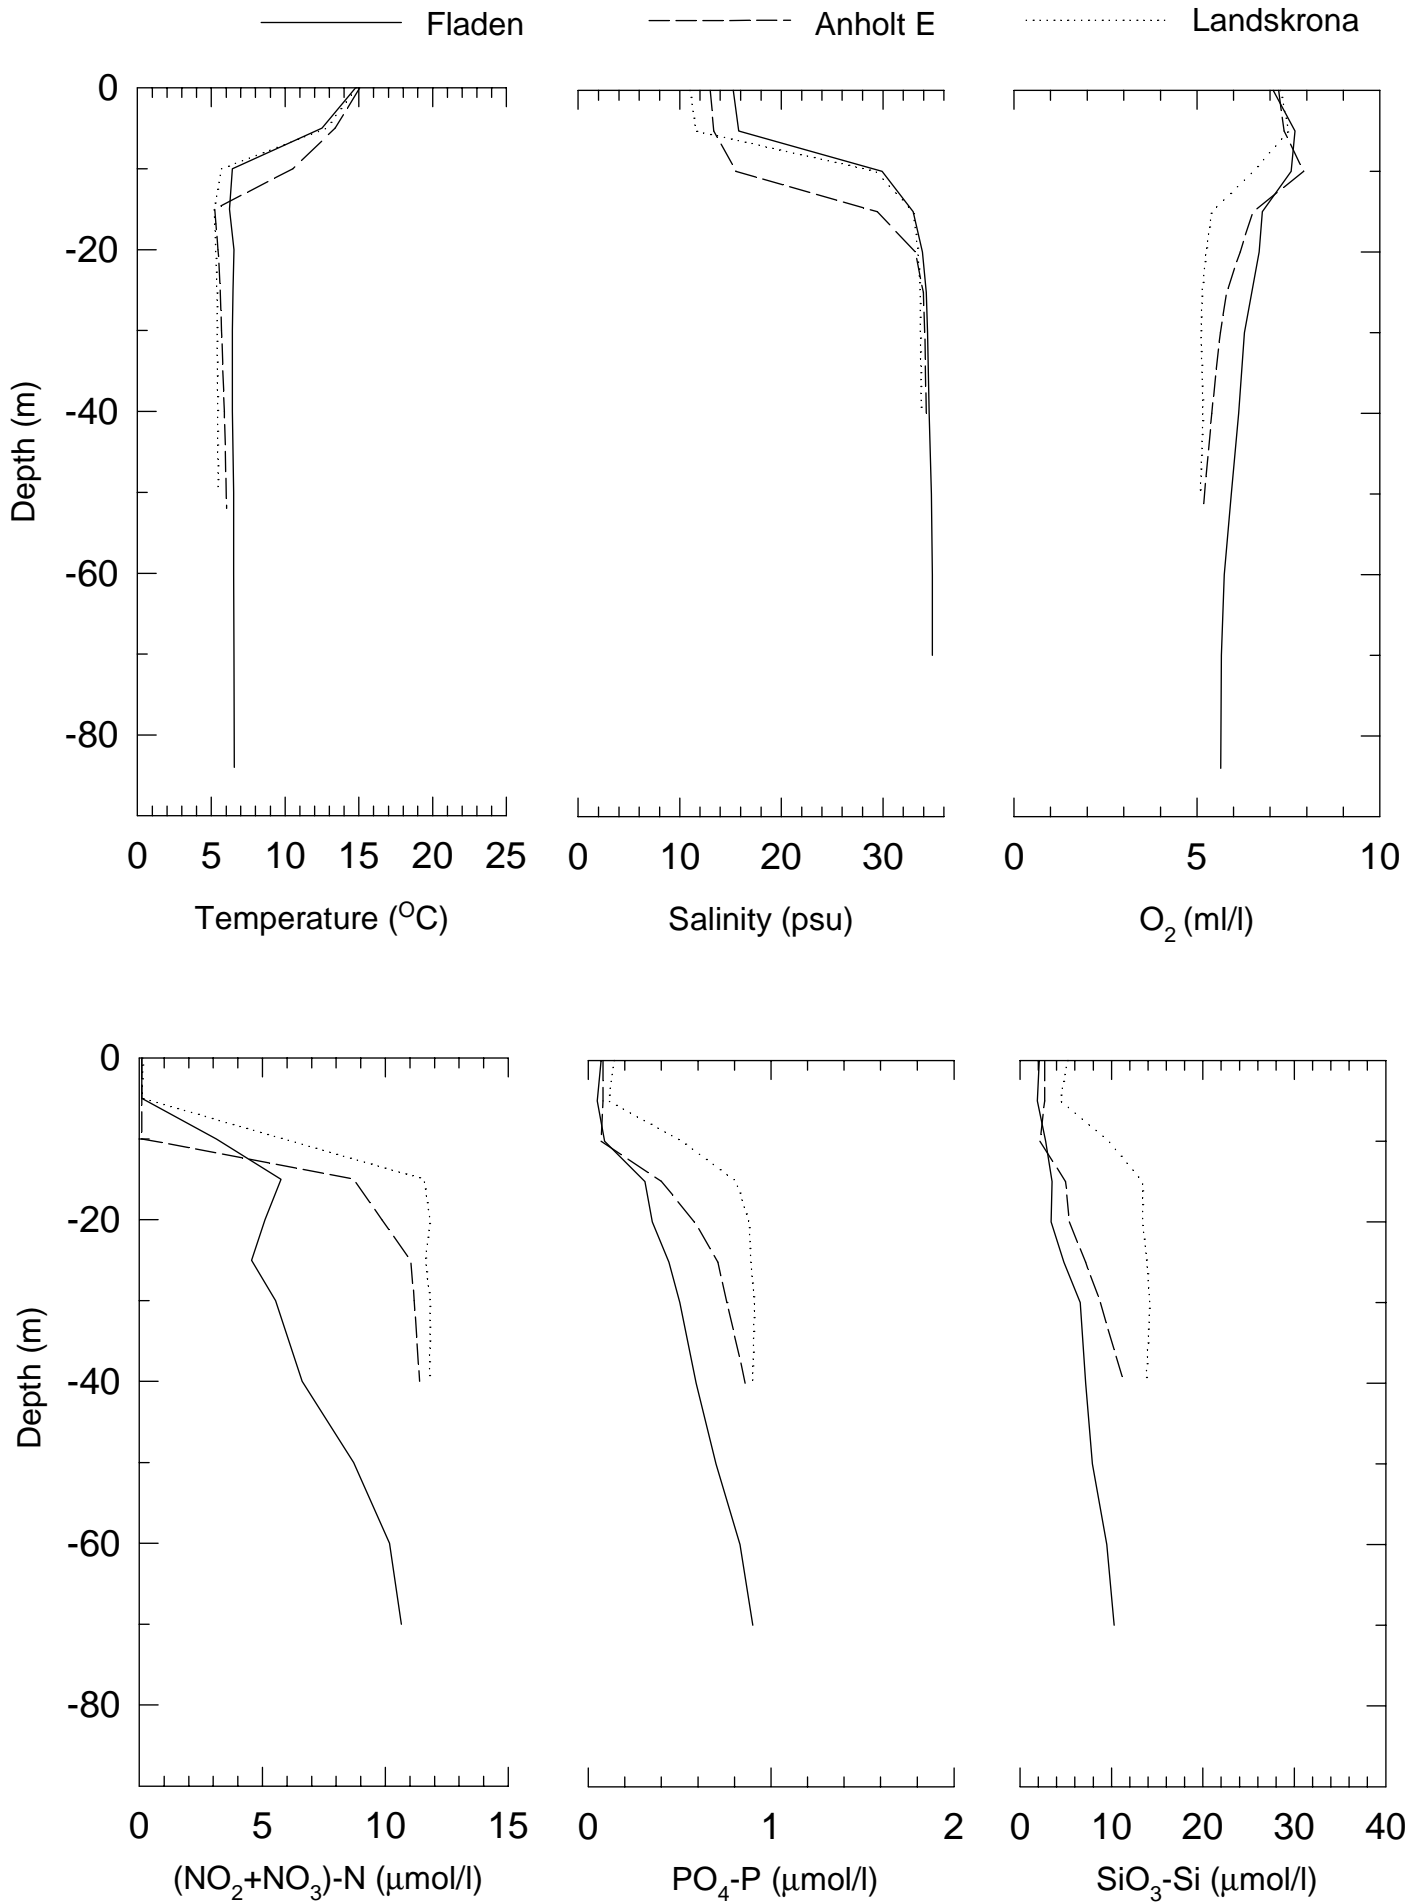 Fladen Anholt E Landskrona
0
-20
-40
-60
-80
Depth (m)
0 5 10 15 20 25
0 10 20 30
0 5 10
Temperature (ᴼC)
Salinity (psu)
O₂ (ml/l)
0
-20
-40
-60
-80
Depth (m)
0 5 10 15
0 1 2
0 10 20 30 40
(NO₂+NO₃)-N (μmol/l)
PO₄-P (μmol/l)
SiO₃-Si (μmol/l)